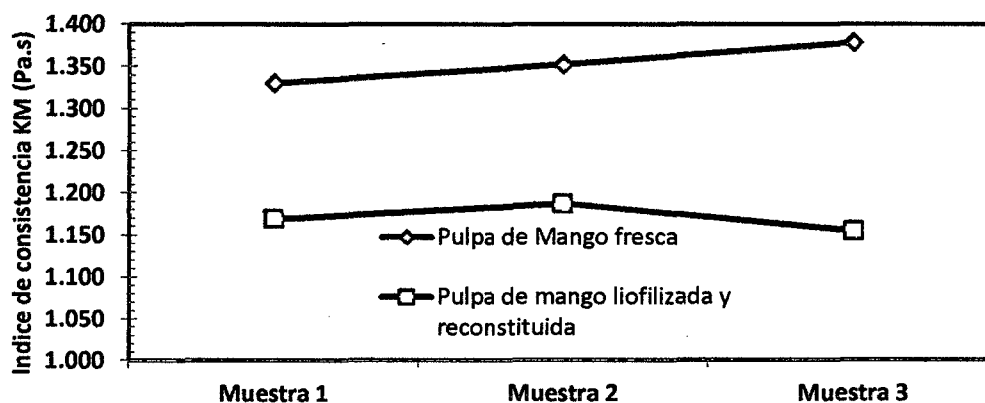 Indice de consistencia KM (Pa.s)
1.400
1.350
1.300
1.250
1.200
1.150
1.100
1.050
1.000
Pulpa de Mango fresca
Pulpa de mango liofilizada y
reconstituida
Muestra 1
Muestra 2
Muestra 3